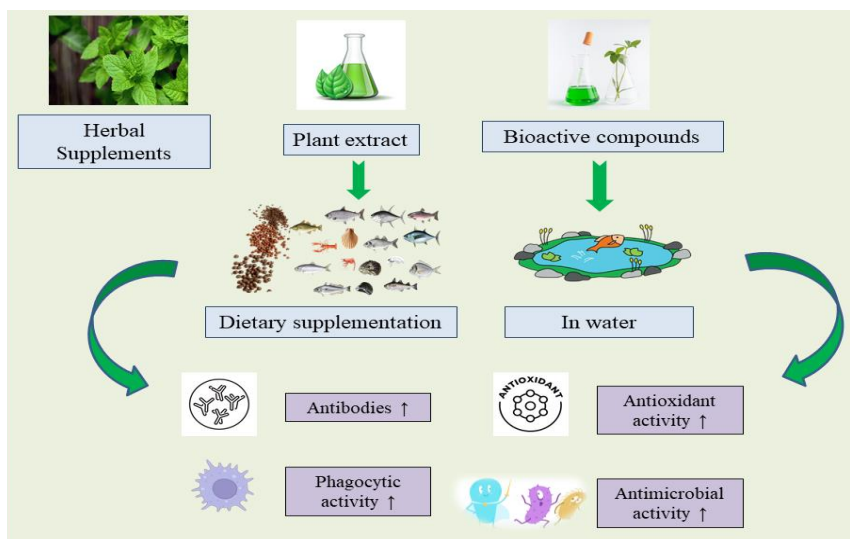 Herbal
Supplements
Plant extract
Bioactive compounds
Dietary supplementation
In water
Antibodies ↑
ANTIOXIDANT
Antioxidant
activity ↑
Phagocytic
activity ↑
Antimicrobial
activity ↑